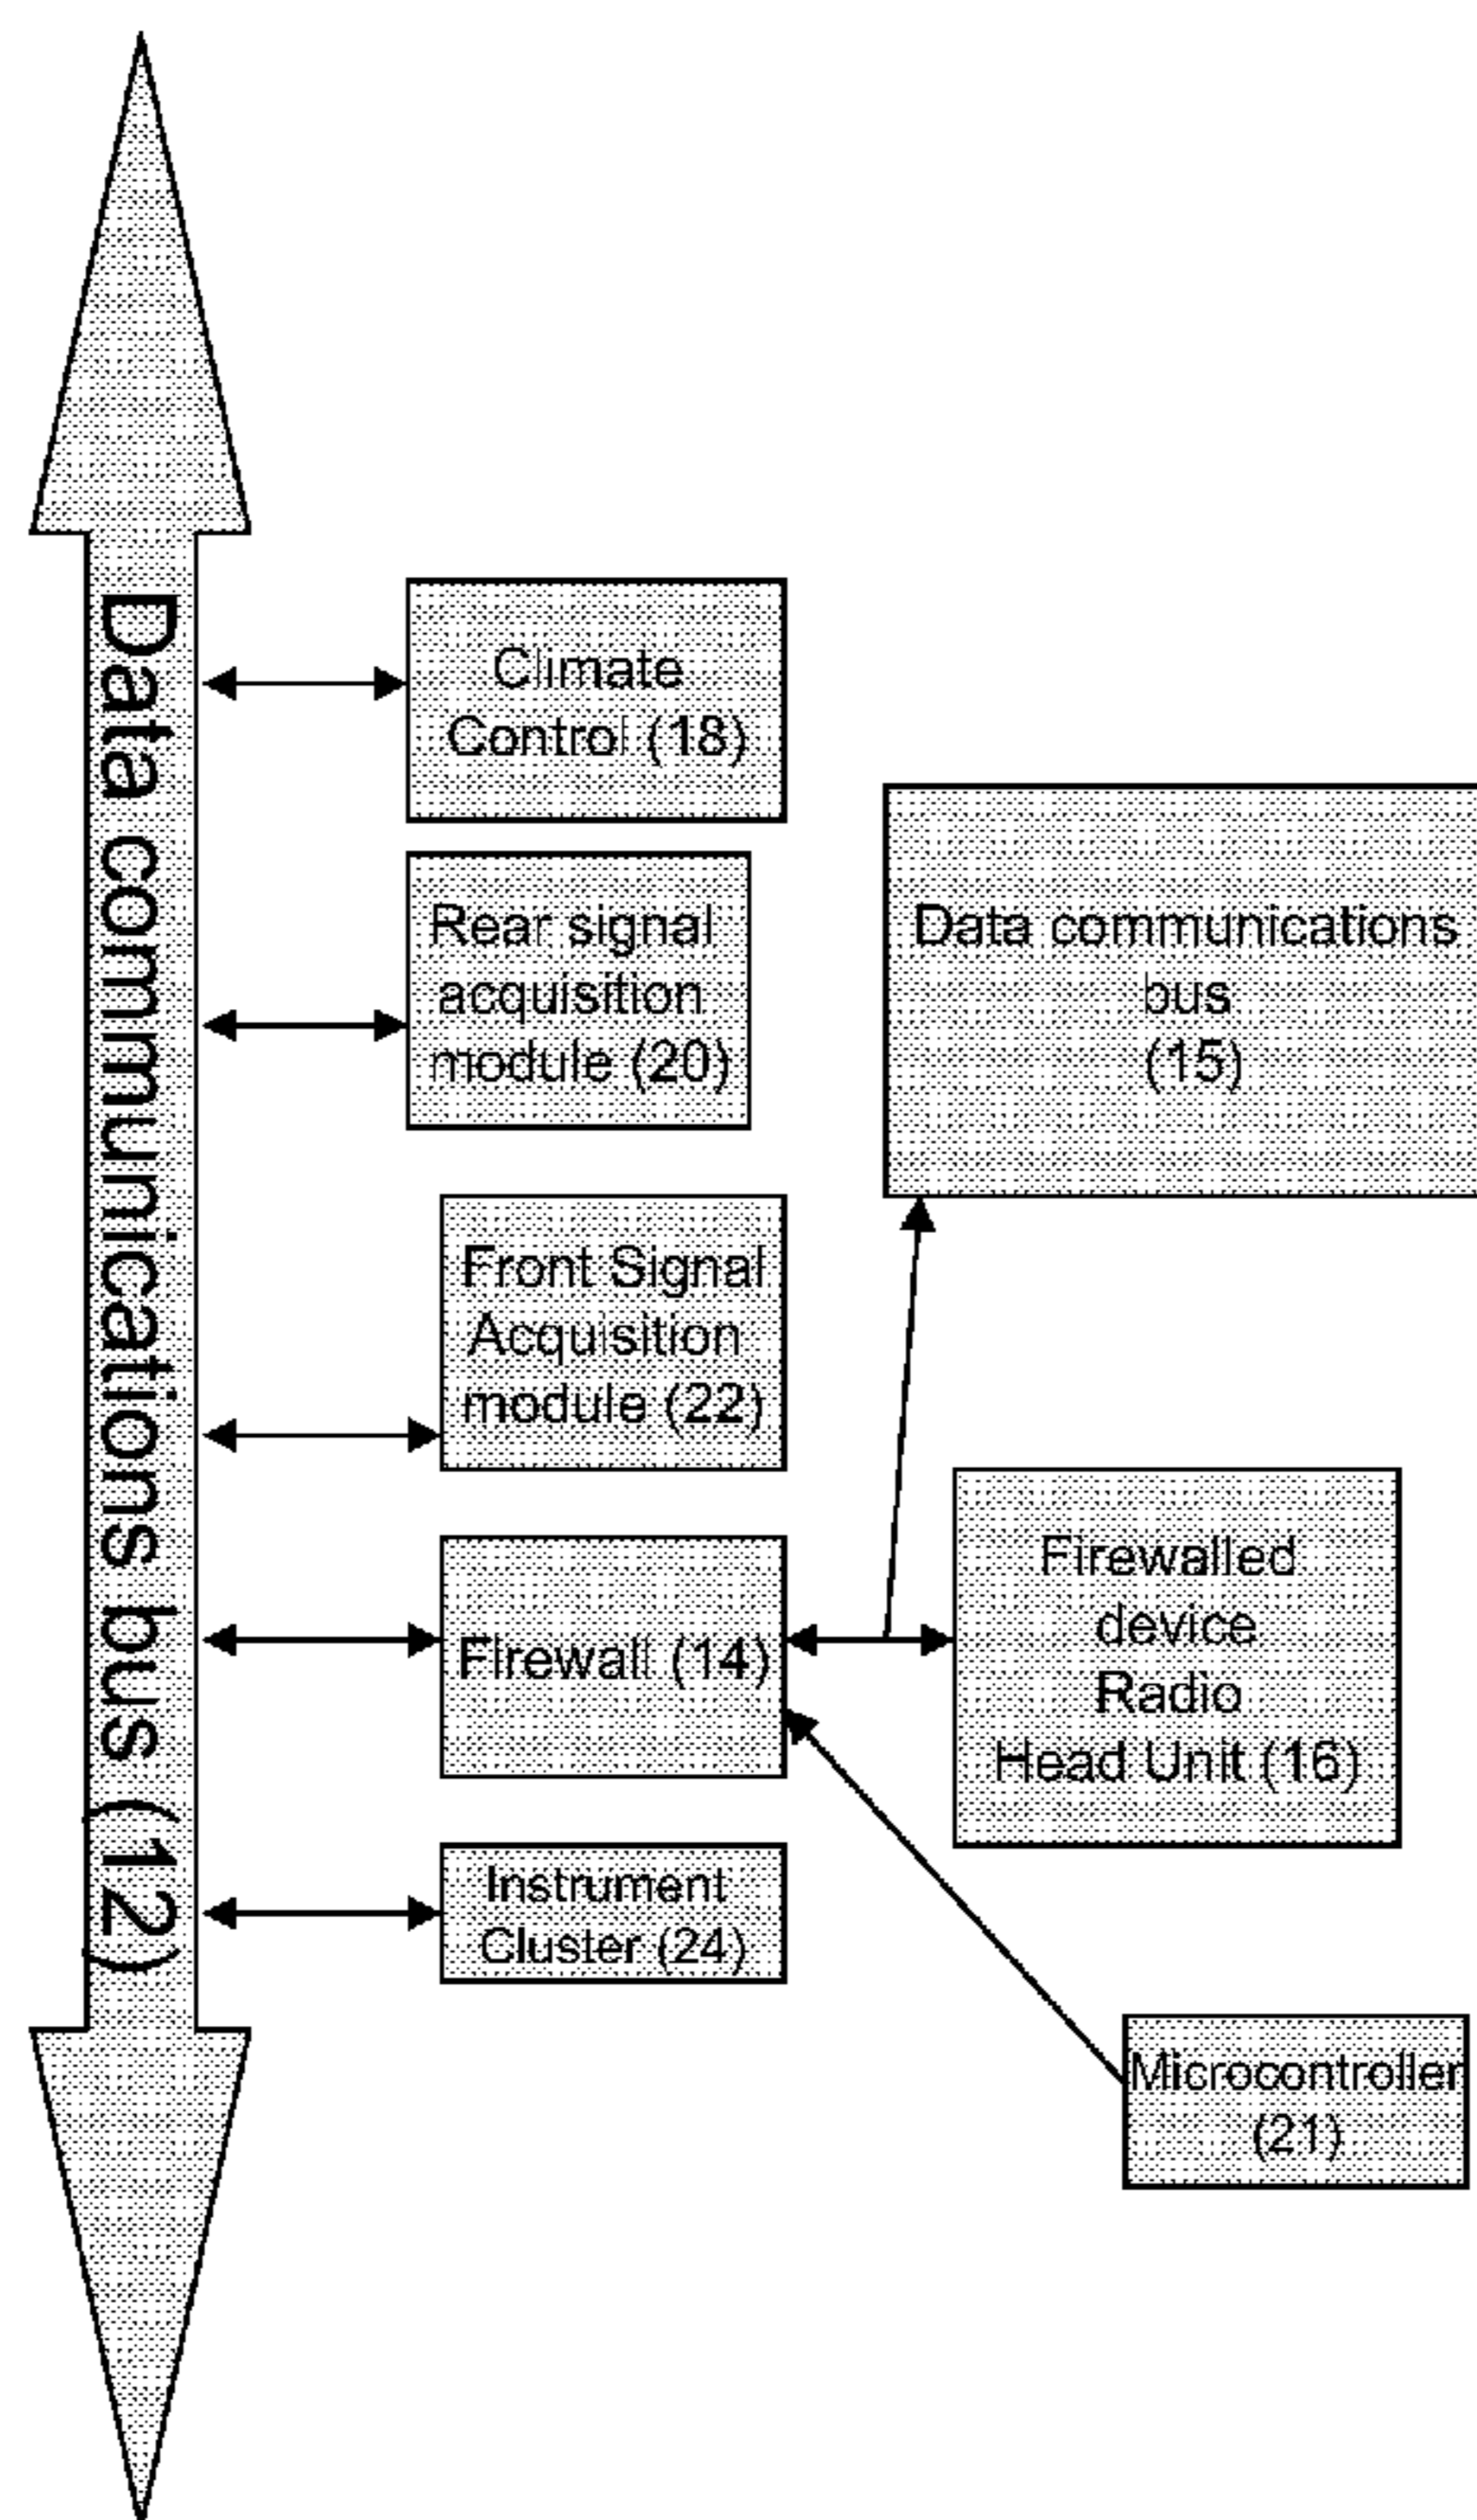 Data communications bus (12)
Climate
Control (18)
Rear signal
acquisition
module (20)
Data communications
bus
(15)
Front Signal
Acquisition
module (22)
Firewall (14)
Firewalled
device
Radio
Head Unit (16)
Instrument
Cluster (24)
Microcontroller
(21)